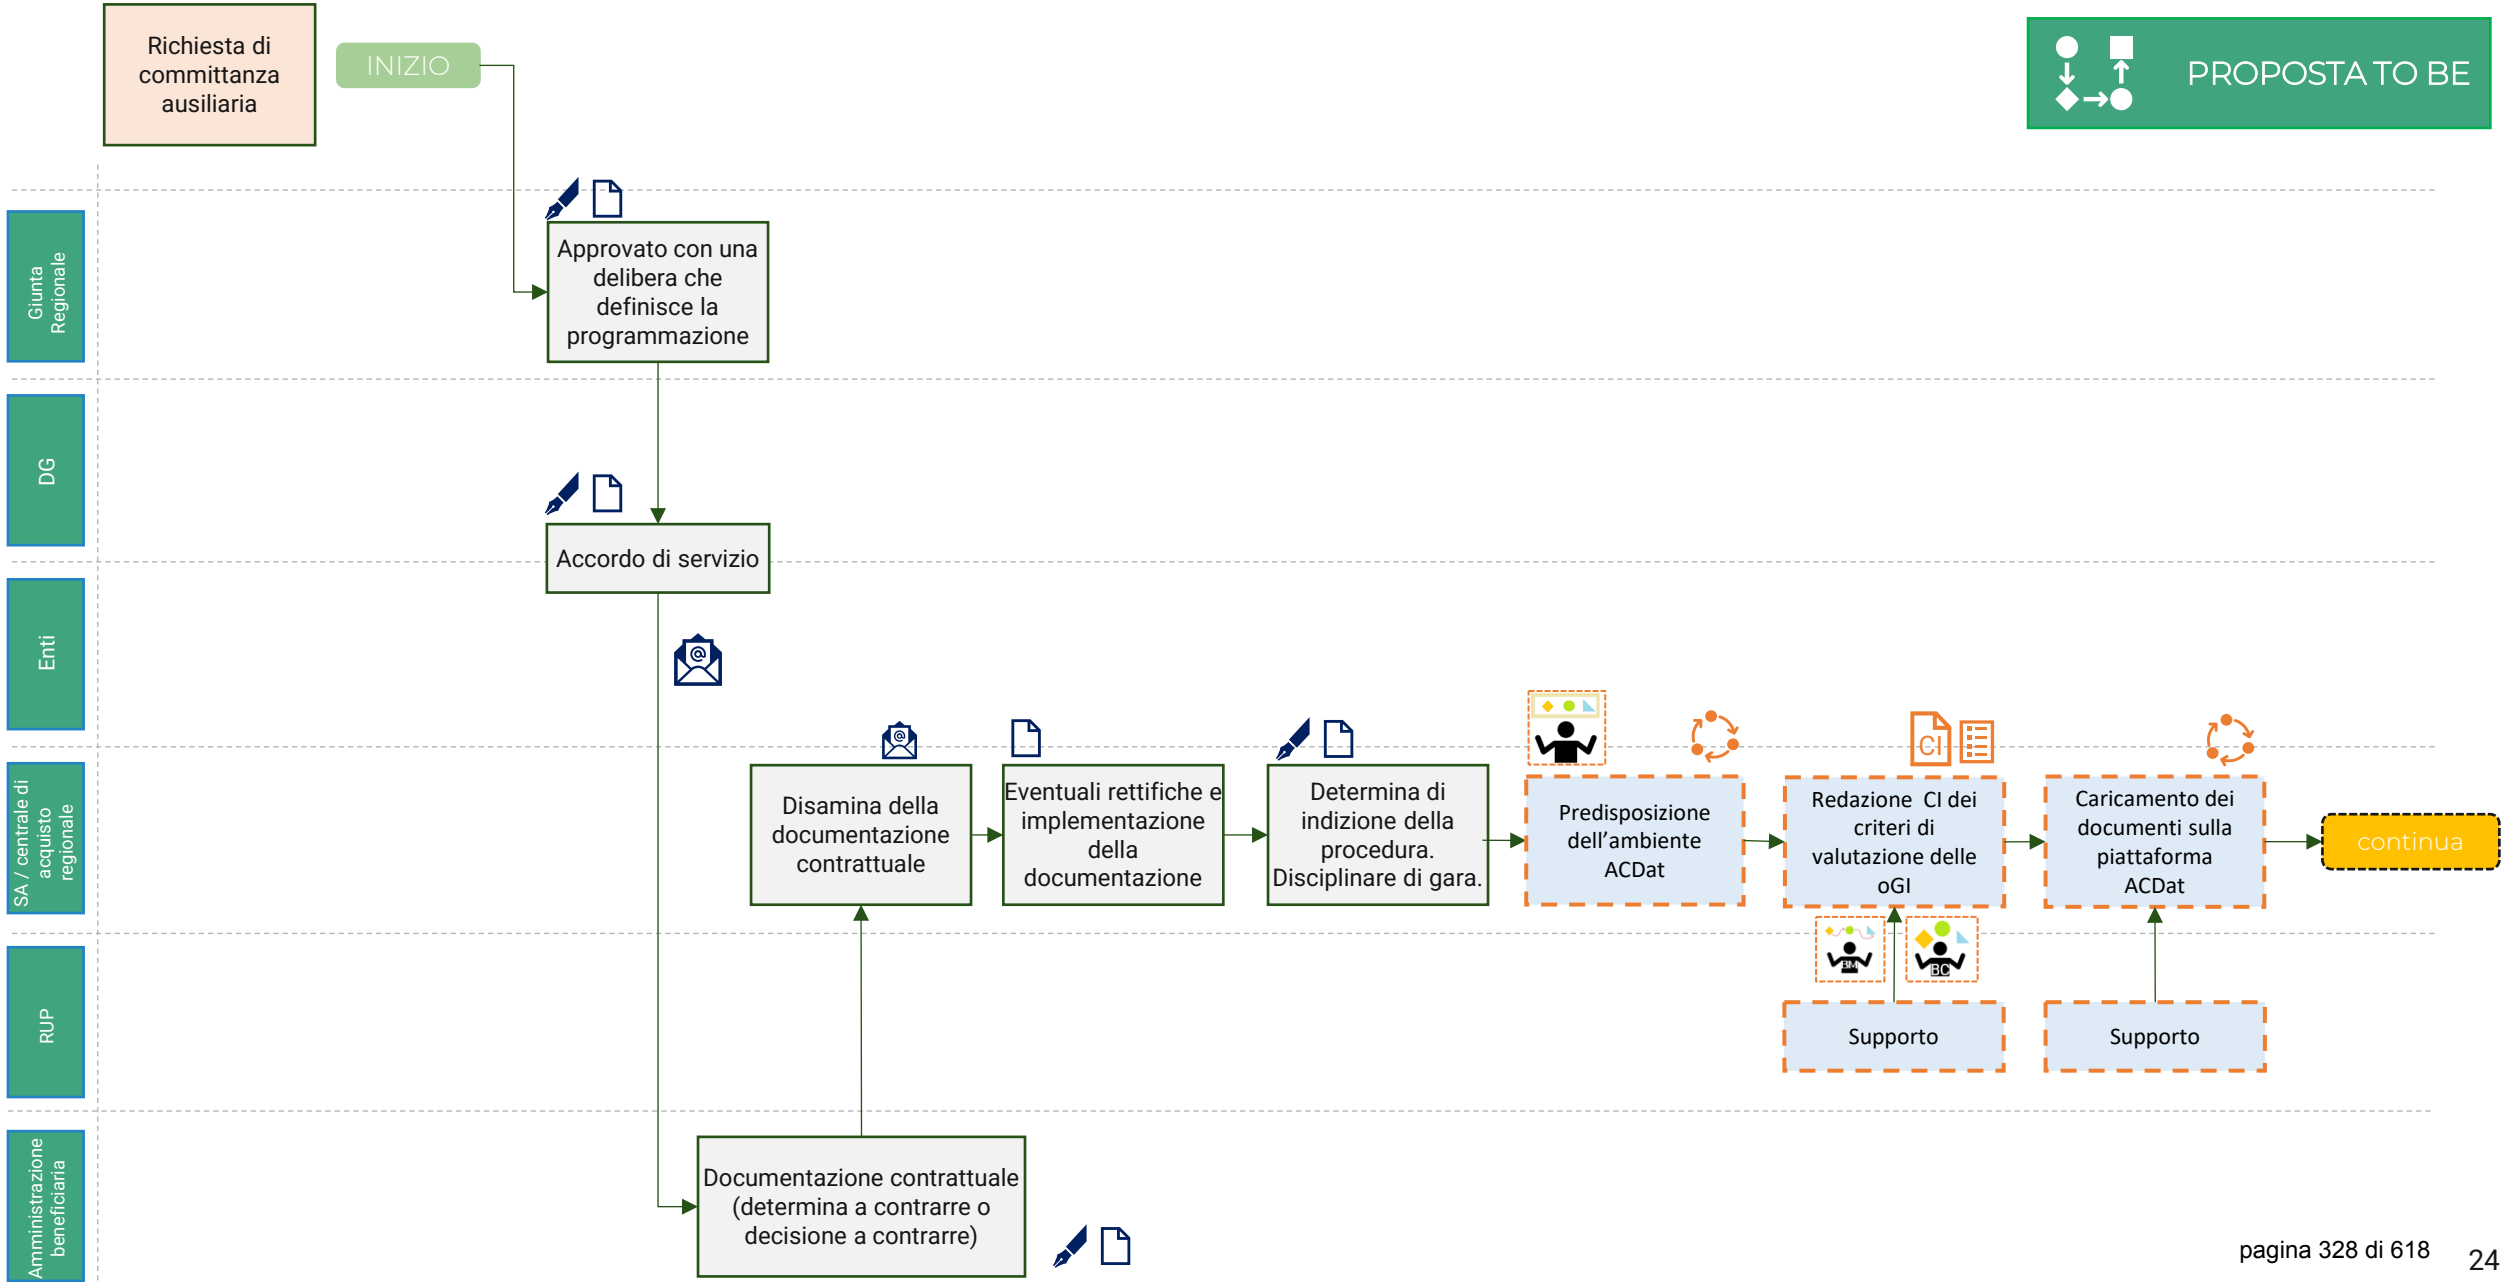 Richiesta di
committanza
ausiliaria
INIZIO
PROPOSTA TO BE
Giunta
Regionale
Approvato con una
delibera che
definisce la
programmazione
DG
Accordo di servizio
Enti
@
SA / centrale di
acquisto
regionale
@
Disamina della
documentazione
contrattuale
Eventuali rettifiche e
implementazione
della
documentazione
Determina di
indizione della
procedura.
Disciplinare di gara.
Predisposizione
dell’ambiente
ACDat
CI
Redazione  CI dei
criteri di
valutazione delle
oGI
Caricamento dei
documenti sulla
piattaforma
ACDat
continua
RUP
BM
BC
Supporto
Supporto
Amministrazione
beneficiaria
Documentazione contrattuale
(determina a contrarre o
decisione a contrarre)
pagina 328 di 618
24